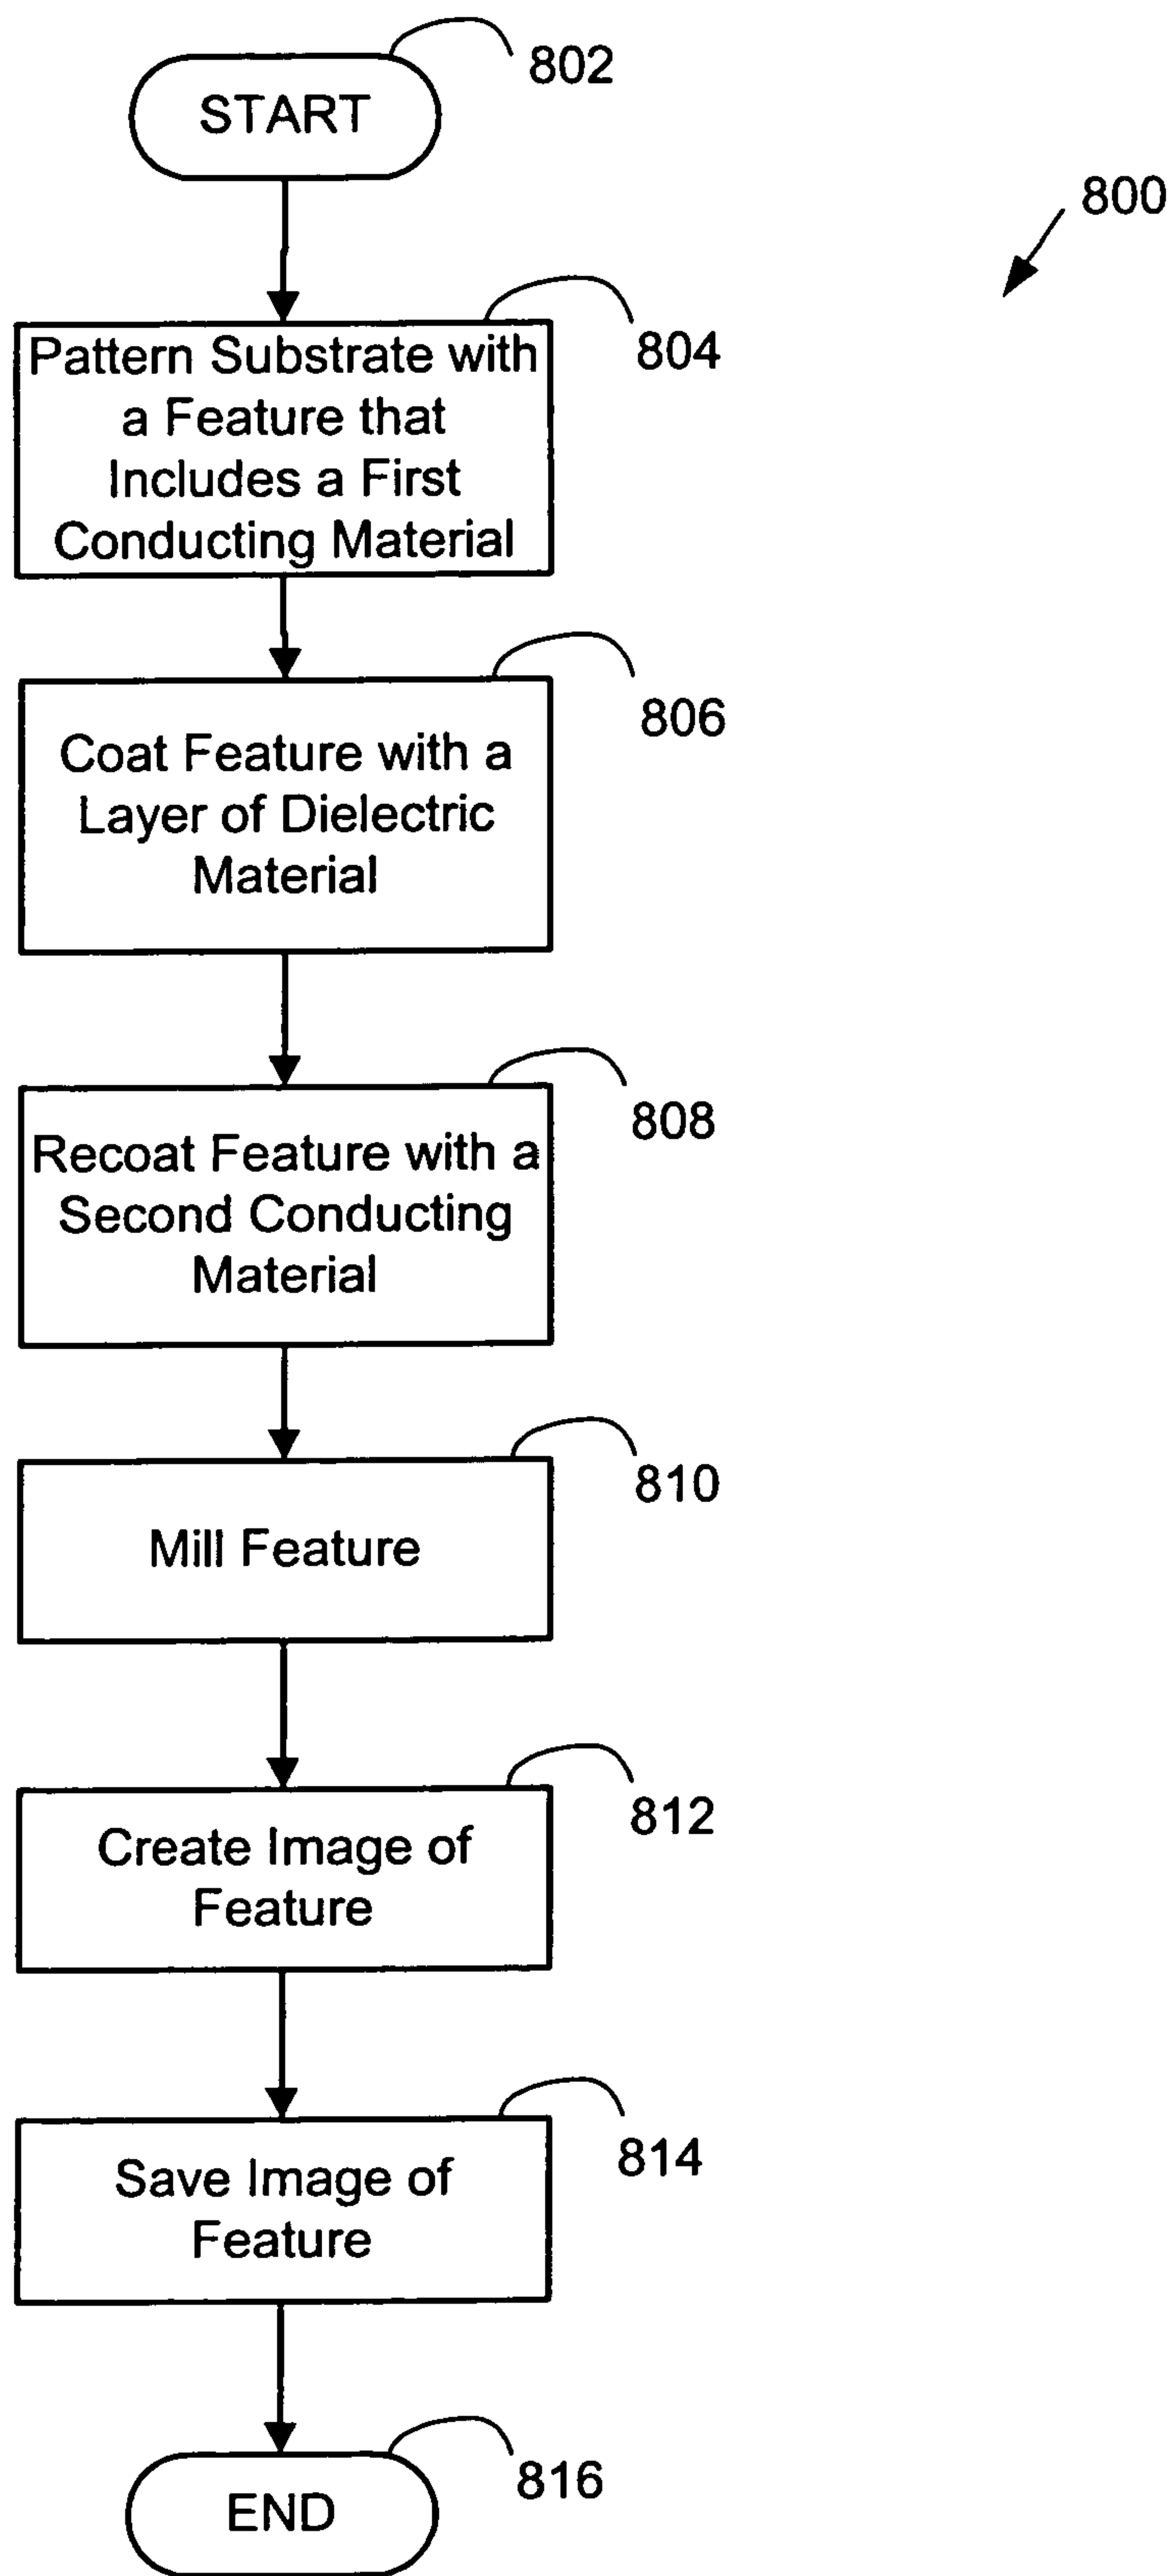 802
START
800
804
Pattern Substrate with
a Feature that
Includes a First
Conducting Material
806
Coat Feature with a
Layer of Dielectric
Material
808
Recoat Feature with a
Second Conducting
Material
810
Mill Feature
812
Create Image of
Feature
814
Save Image of
Feature
816
END